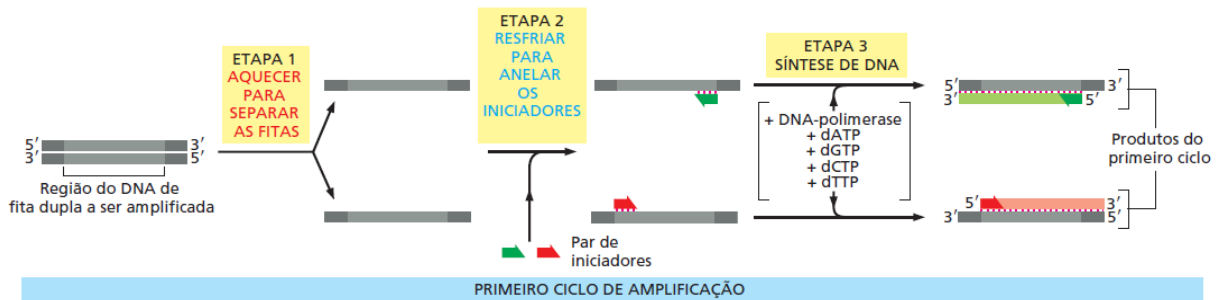 ETAPA 1
AQUECER
PARA
SEPARAR
AS FITAS
5′ 3′
3′ 5′
Região do DNA de
fita dupla a ser amplificada
ETAPA 2
RESFRIAR
PARA
ANELAR
OS
INICIADORES
Par de
iniciadores
ETAPA 3
SÍNTESE DE DNA
+ DNA-polimerase
+ dATP
+ dGTP
+ dCTP
+ dTTP
5′ 3′
3′ 5′
5′ 3′
3′ 5′
Produtos do
primeiro ciclo
PRIMEIRO CICLO DE AMPLIFICAÇÃO